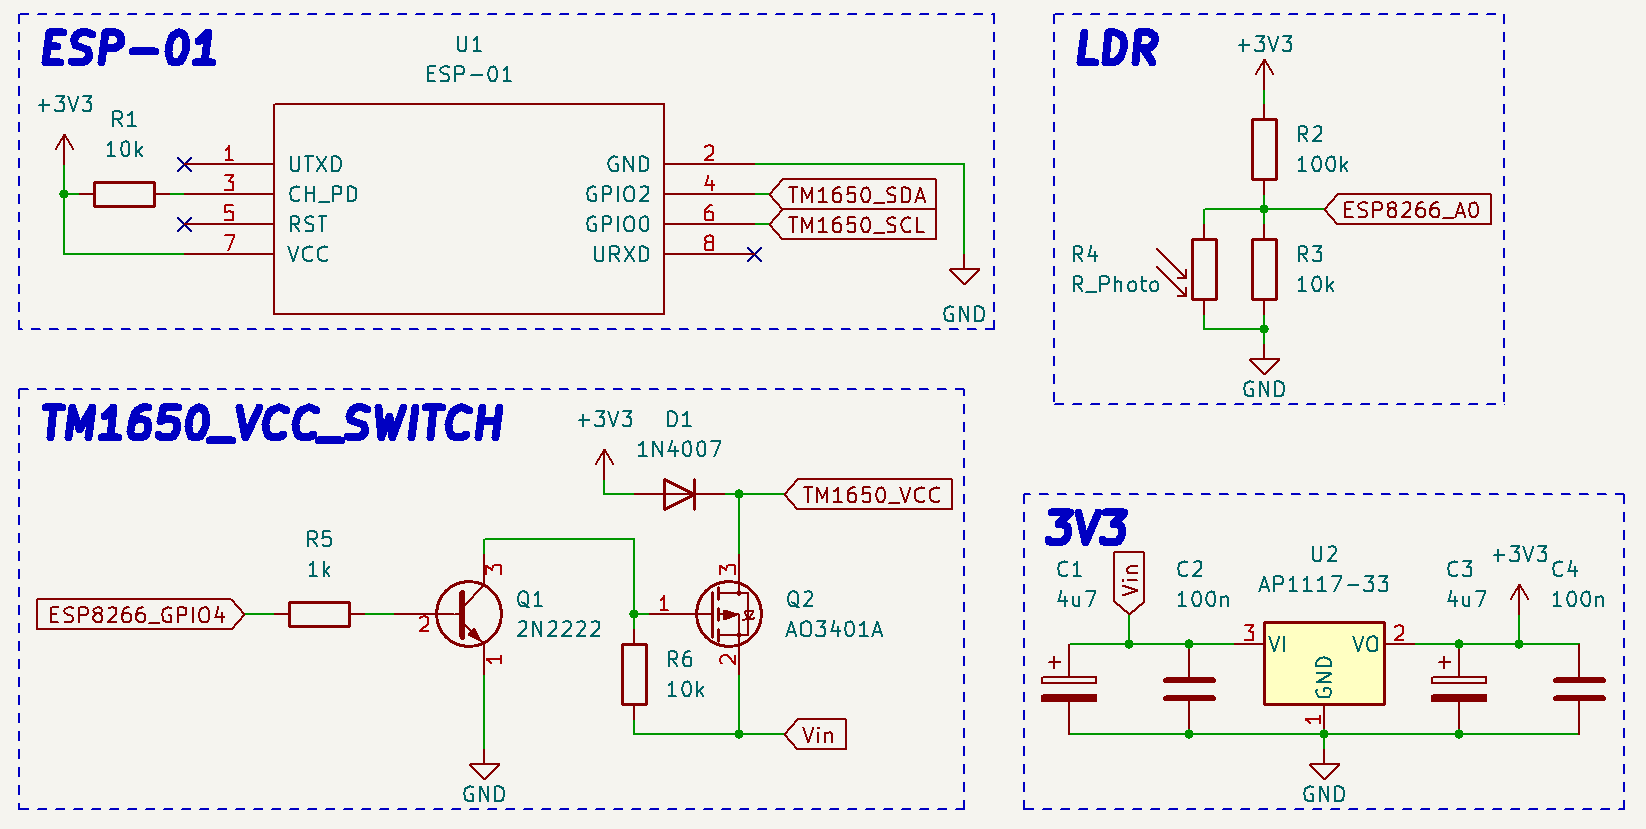 ESP-01
U1
ESP-01
+3V3
R1
10k
1
UTXD
3
CH_PD
5
RST
7
VCC
GND
2
GPIO2
4
TM1650_SDA
GPIO0
6
TM1650_SCL
URXD
8
GND
LDR
+3V3
R2
100k
ESP8266_A0
R4
R_Photo
R3
10k
GND
TM1650_VCC_SWITCH
+3V3
D1
1N4007
TM1650_VCC
R5
1k
ESP8266_GPIO4
2
3
1
Q1
2N2222
GND
1
3
2
Q2
AO3401A
R6
10k
Vin
3V3
C1
4u7
Vin
C2
100n
U2
AP1117-33
3
VI
VO
2
GND
1
C3
4u7
+3V3
C4
100n
GND